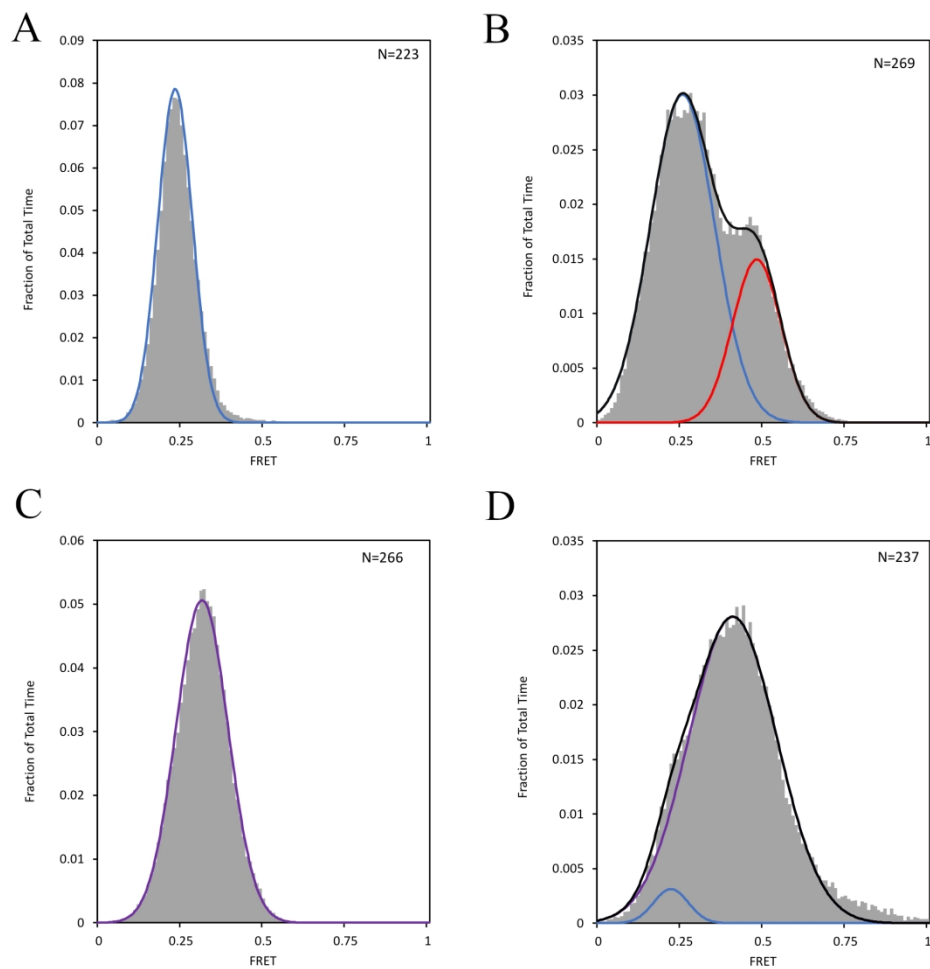 A
N=223
0.09
0.08
0.07
0.06
0.05
0.04
0.03
0.02
0.01
0
Fraction of Total Time
0 0.25 0.5 0.75 1
FRET
B
N=269
0.035
0.03
0.025
0.02
0.015
0.01
0.005
0
Fraction of Total Time
0 0.25 0.5 0.75 1
FRET
C
N=266
0.06
0.05
0.04
0.03
0.02
0.01
0
Fraction of Total Time
0 0.25 0.5 0.75 1
FRET
D
N=237
0.035
0.03
0.025
0.02
0.015
0.01
0.005
0
Fraction of Total Time
0 0.25 0.5 0.75 1
FRET